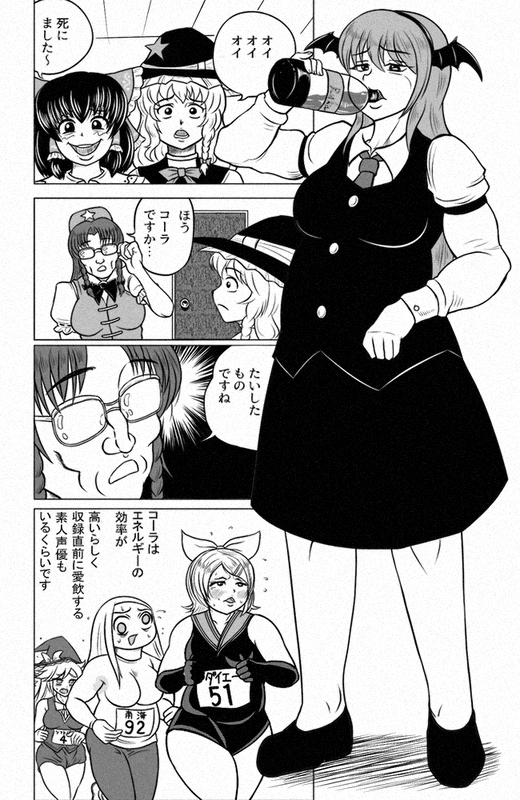 オイ
オイ
オイ
死に
ました～
ほう
コーラ
ですか…
たいした
もの
ですね
コーラは
エネルギーの
効率が
高いらしく
収録直前に愛飲する
素人声優も
いるくらいです
ダイエー
51
南海
92
4